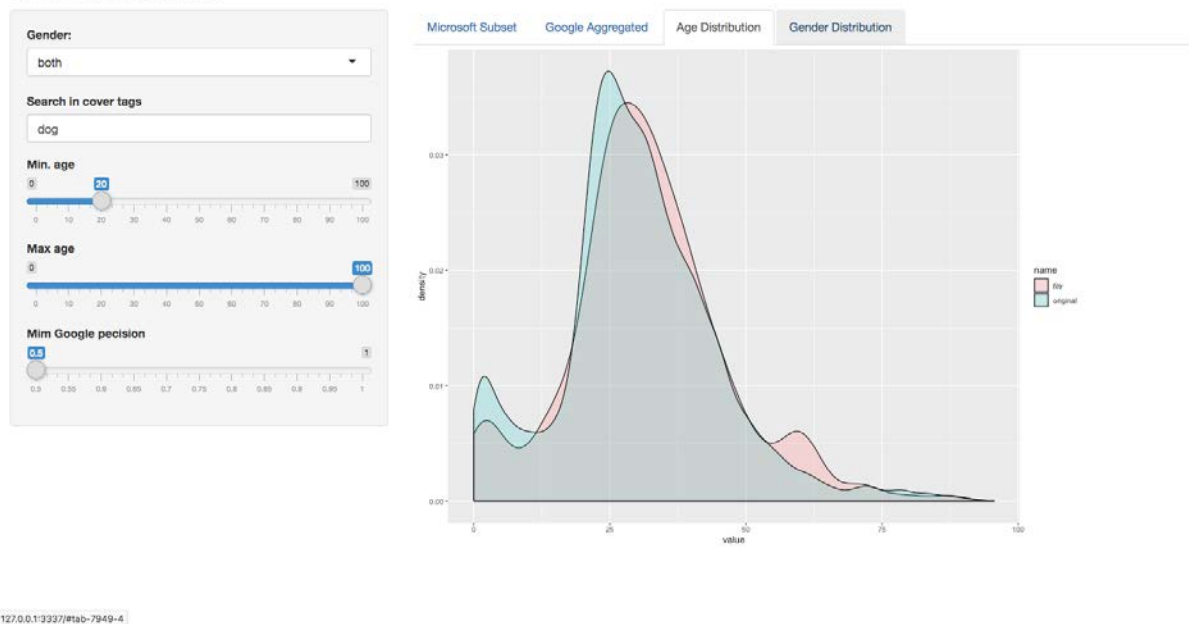 Gender:
both
Search in cover tags
dog
Min. age
0 20 100
0 10 20 30 40 50 60 70 80 90 100
Max age
0 100
0 10 20 30 40 50 60 70 80 90 100
Mim Google pecision
0.5 1
0.5 0.55 0.6 0.65 0.7 0.75 0.8 0.85 0.9 0.95 1
Microsoft Subset Google Aggregated Age Distribution Gender Distribution
0.03
0.02
0.01
0.00
density
0 25 50 75 100
value
name
original
127.0.0.1:3337/#tab-7949-4